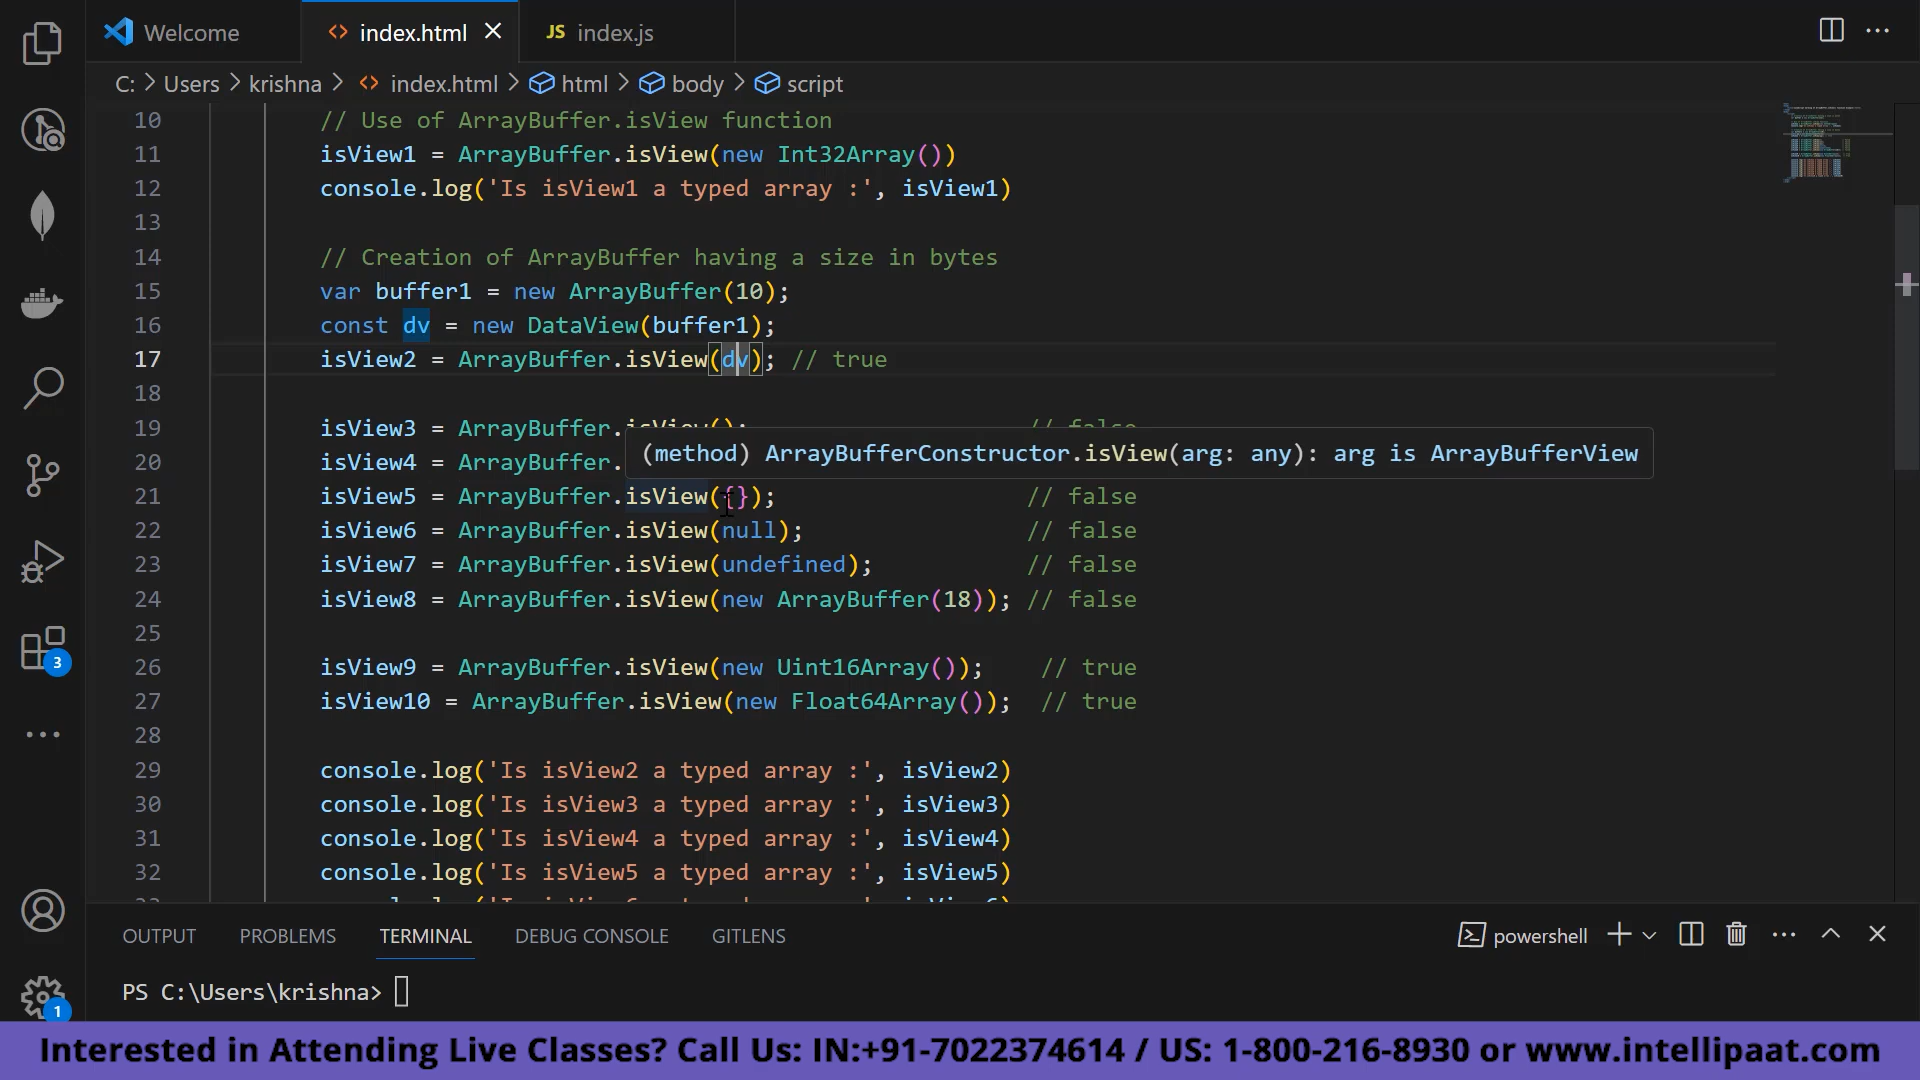 Welcome
index.html
JS index.js
C: > Users > krishna > index.html > html > body > script
10 // Use of ArrayBuffer.isView function
11 isView1 = ArrayBuffer.isView(new Int32Array())
12 console.log('Is isView1 a typed array :', isView1)
13
14 // Creation of ArrayBuffer having a size in bytes
15 var buffer1 = new ArrayBuffer(10);
16 const dv = new DataView(buffer1);
17 isView2 = ArrayBuffer.isView(dv); // true
18
19 isView3 = ArrayBuffer.isView(); // false
(method) ArrayBufferConstructor.isView(arg: any): arg is ArrayBufferView
20 isView4 = ArrayBuffer.
21 isView5 = ArrayBuffer.isView({}); // false
22 isView6 = ArrayBuffer.isView(null); // false
23 isView7 = ArrayBuffer.isView(undefined); // false
24 isView8 = ArrayBuffer.isView(new ArrayBuffer(18)); // false
25
26 isView9 = ArrayBuffer.isView(new Uint16Array()); // true
27 isView10 = ArrayBuffer.isView(new Float64Array()); // true
28
29 console.log('Is isView2 a typed array :', isView2)
30 console.log('Is isView3 a typed array :', isView3)
31 console.log('Is isView4 a typed array :', isView4)
32 console.log('Is isView5 a typed array :', isView5)
3
1
OUTPUT PROBLEMS TERMINAL DEBUG CONSOLE GITLENS
powershell
PS C:\Users\krishna>
Interested in Attending Live Classes? Call Us: IN:+91-7022374614 / US: 1-800-216-8930 or www.intellipaat.com